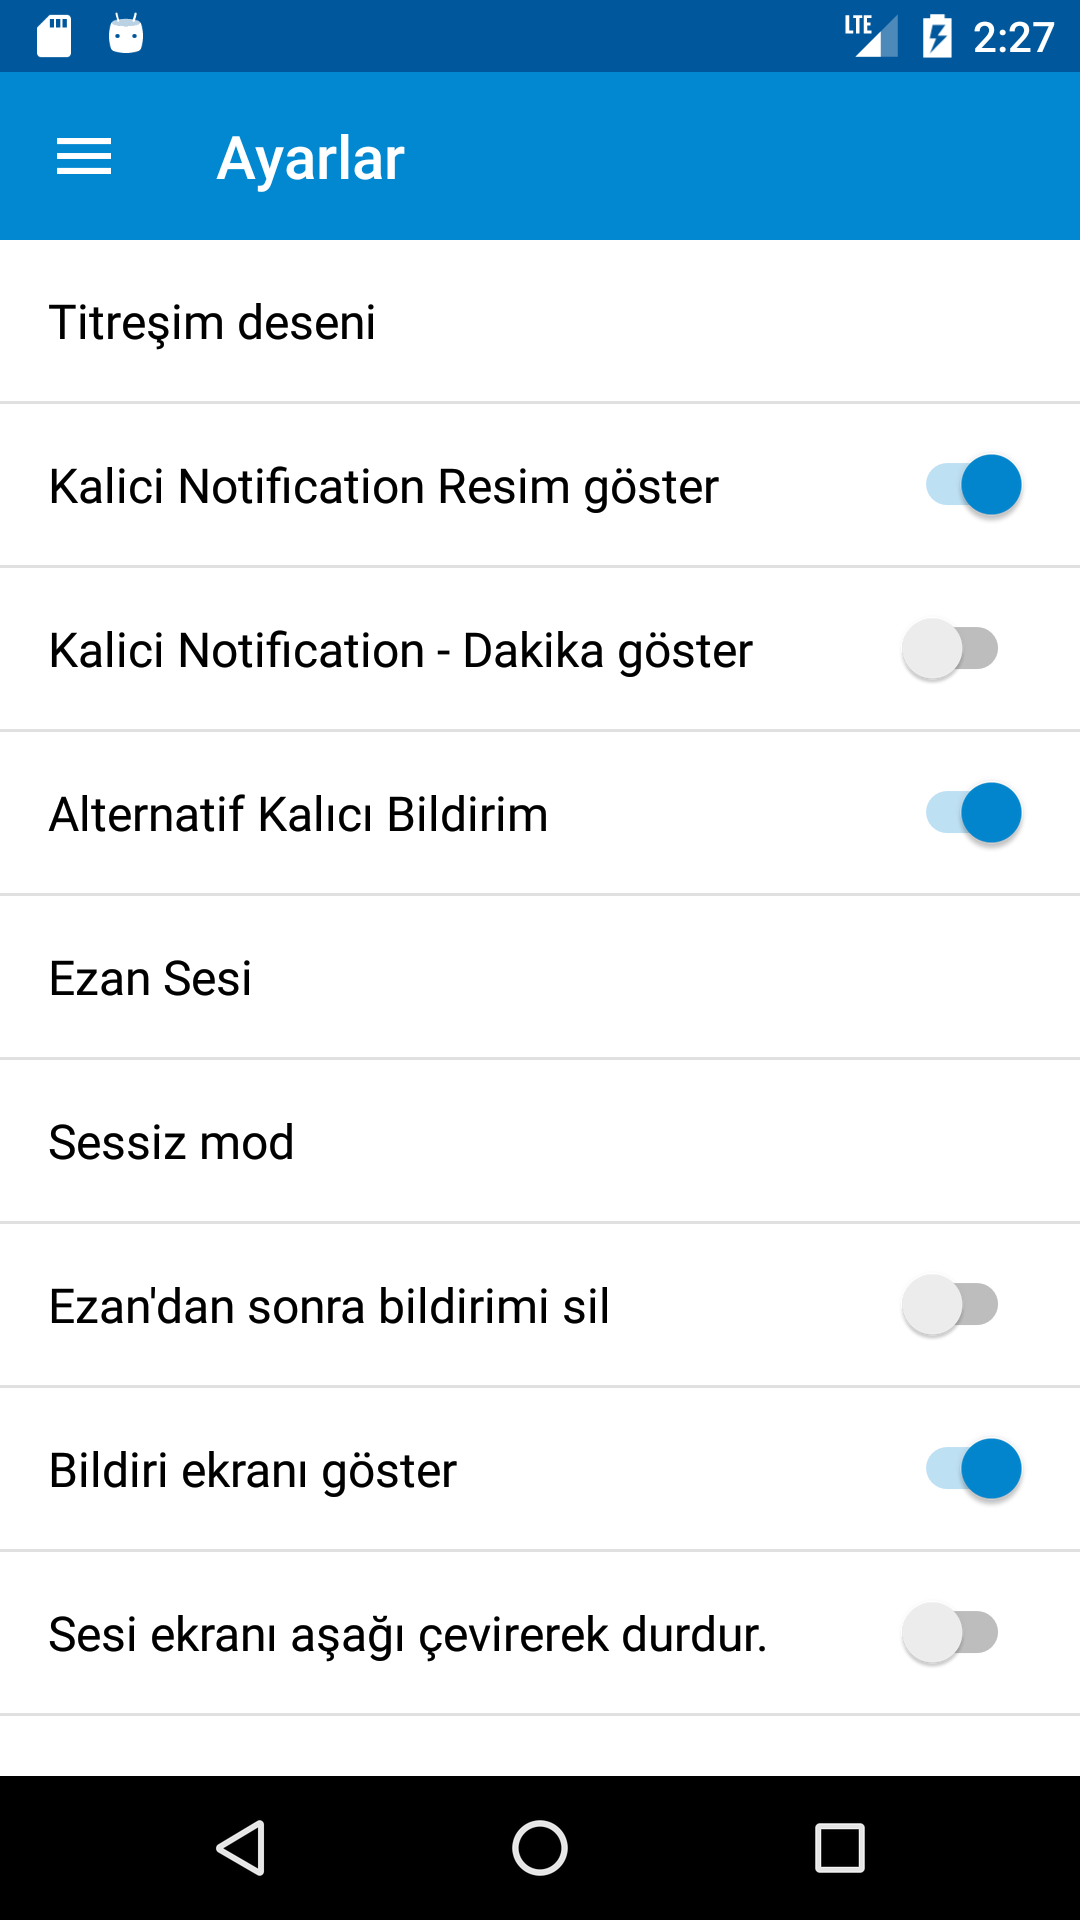 LTE 2:27
Ayarlar
Titreşim deseni
Kalici Notification Resim göster
Kalici Notification - Dakika göster
Alternatif Kalıcı Bildirim
Ezan Sesi
Sessiz mod
Ezan'dan sonra bildirimi sil
Bildiri ekranı göster
Sesi ekranı aşağı çevirerek durdur.